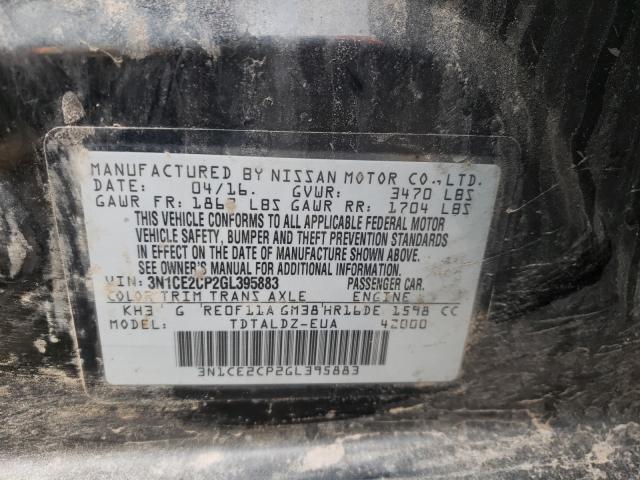 MANUFACTURED BY NISSAN MOTOR CO.,LTD.
DATE: 04/16. GVWR: 3470 LBS
GAWR FR: 1863 LBS GAWR RR: 1704 LBS
THIS VEHICLE CONFORMS TO ALL APPLICABLE FEDERAL MOTOR
VEHICLE SAFETY, BUMPER AND THEFT PREVENTION STANDARDS
IN EFFECT ON THE DATE OF MANUFACTURE SHOWN ABOVE.
SEE OWNER'S MANUAL FOR ADDITIONAL INFORMATION
VIN: 3N1CE2CP2GL395883 PASSENGER CAR.
COLOR TRIM TRANS AXLE ENGINE
KH3 G RE0F11A GM38 HR16DE 1598 CC
MODEL: TDTALDZ-EUA 42000
3N1CE2CP2GL395883